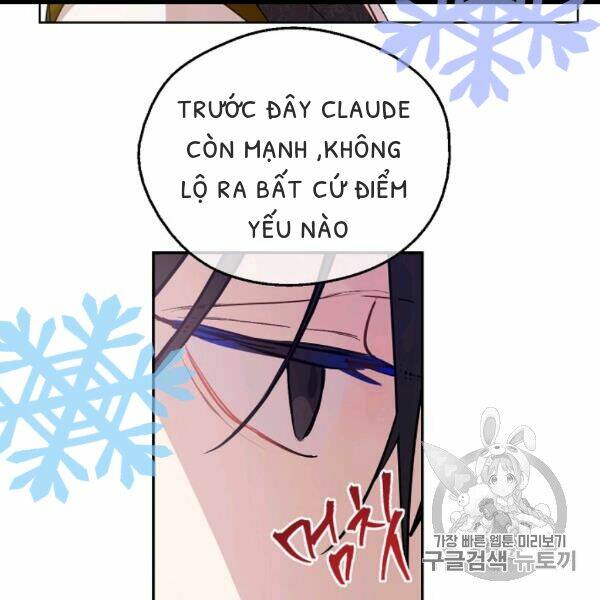 TRƯỚC ĐÂY CLAUDE
CÒN MẠNH ,KHÔNG
LỘ RA BẤT CỨ ĐIỂM
YẾU NÀO
멈칫
가장 빠른 웹툰 미리보기
구글검색 뉴토끼